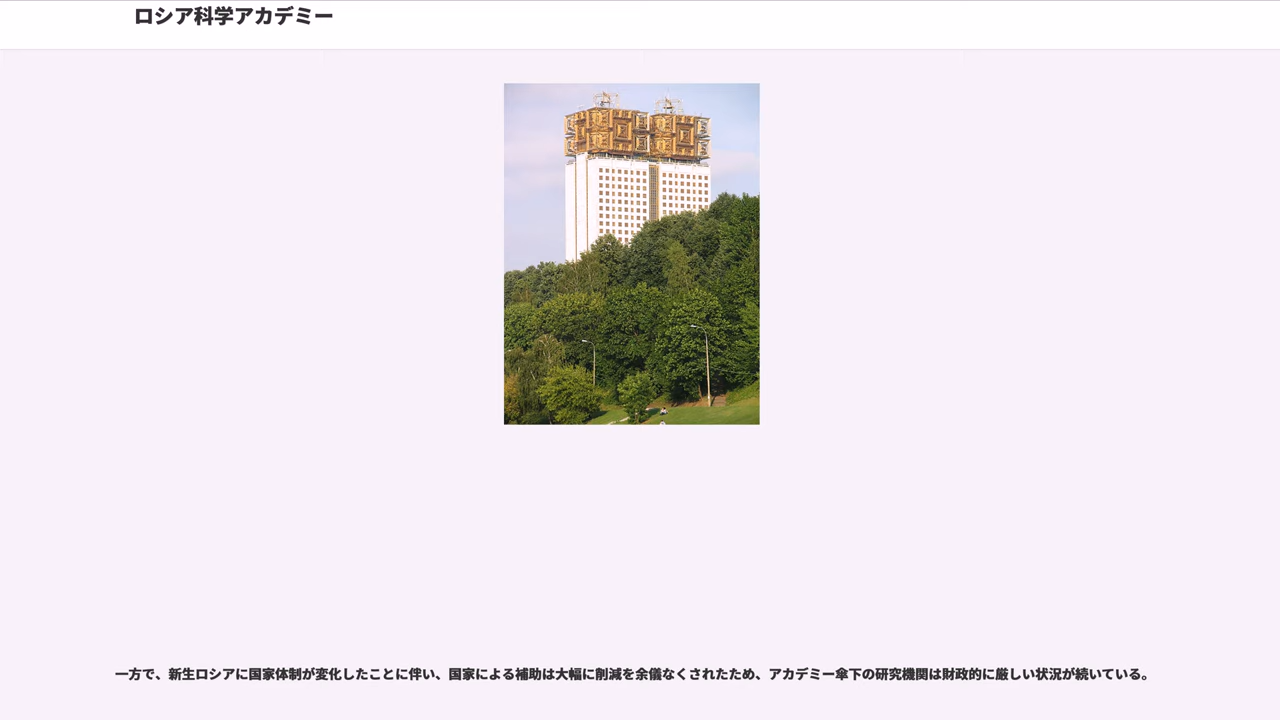 ロシア科学アカデミー
一方で、新生ロシアに国家体制が変化したことに伴い、国家による補助は大幅に削減を余儀なくされたため、アカデミー傘下の研究機関は財政的に厳しい状況が続いている。